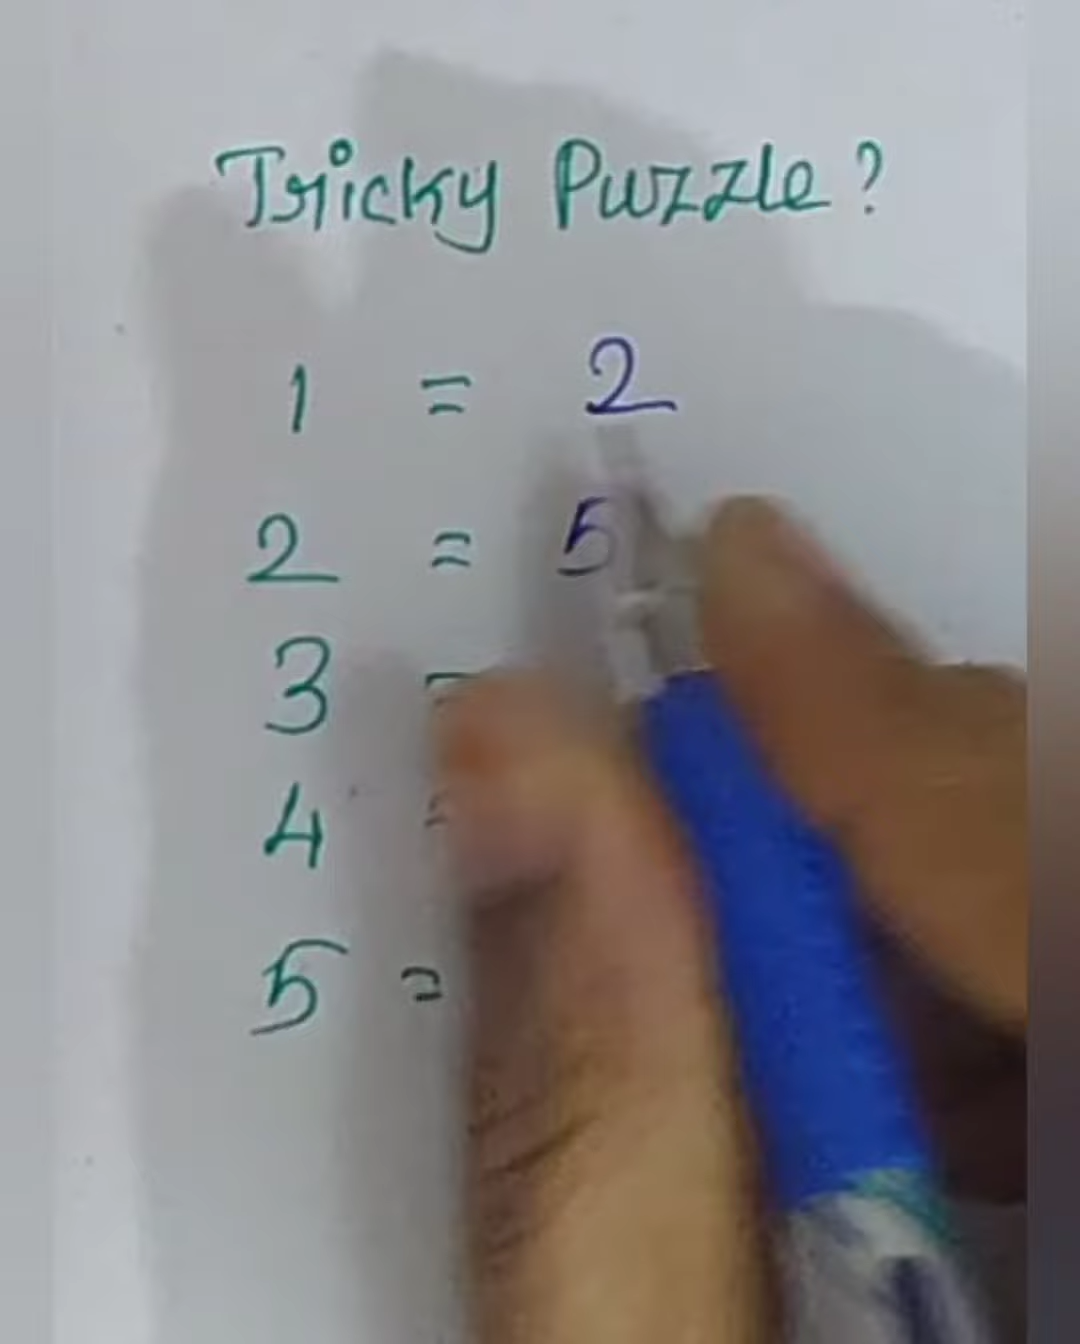 Tricky Puzzle?
1 = 2
2 = 5
3 =
4 =
5 =